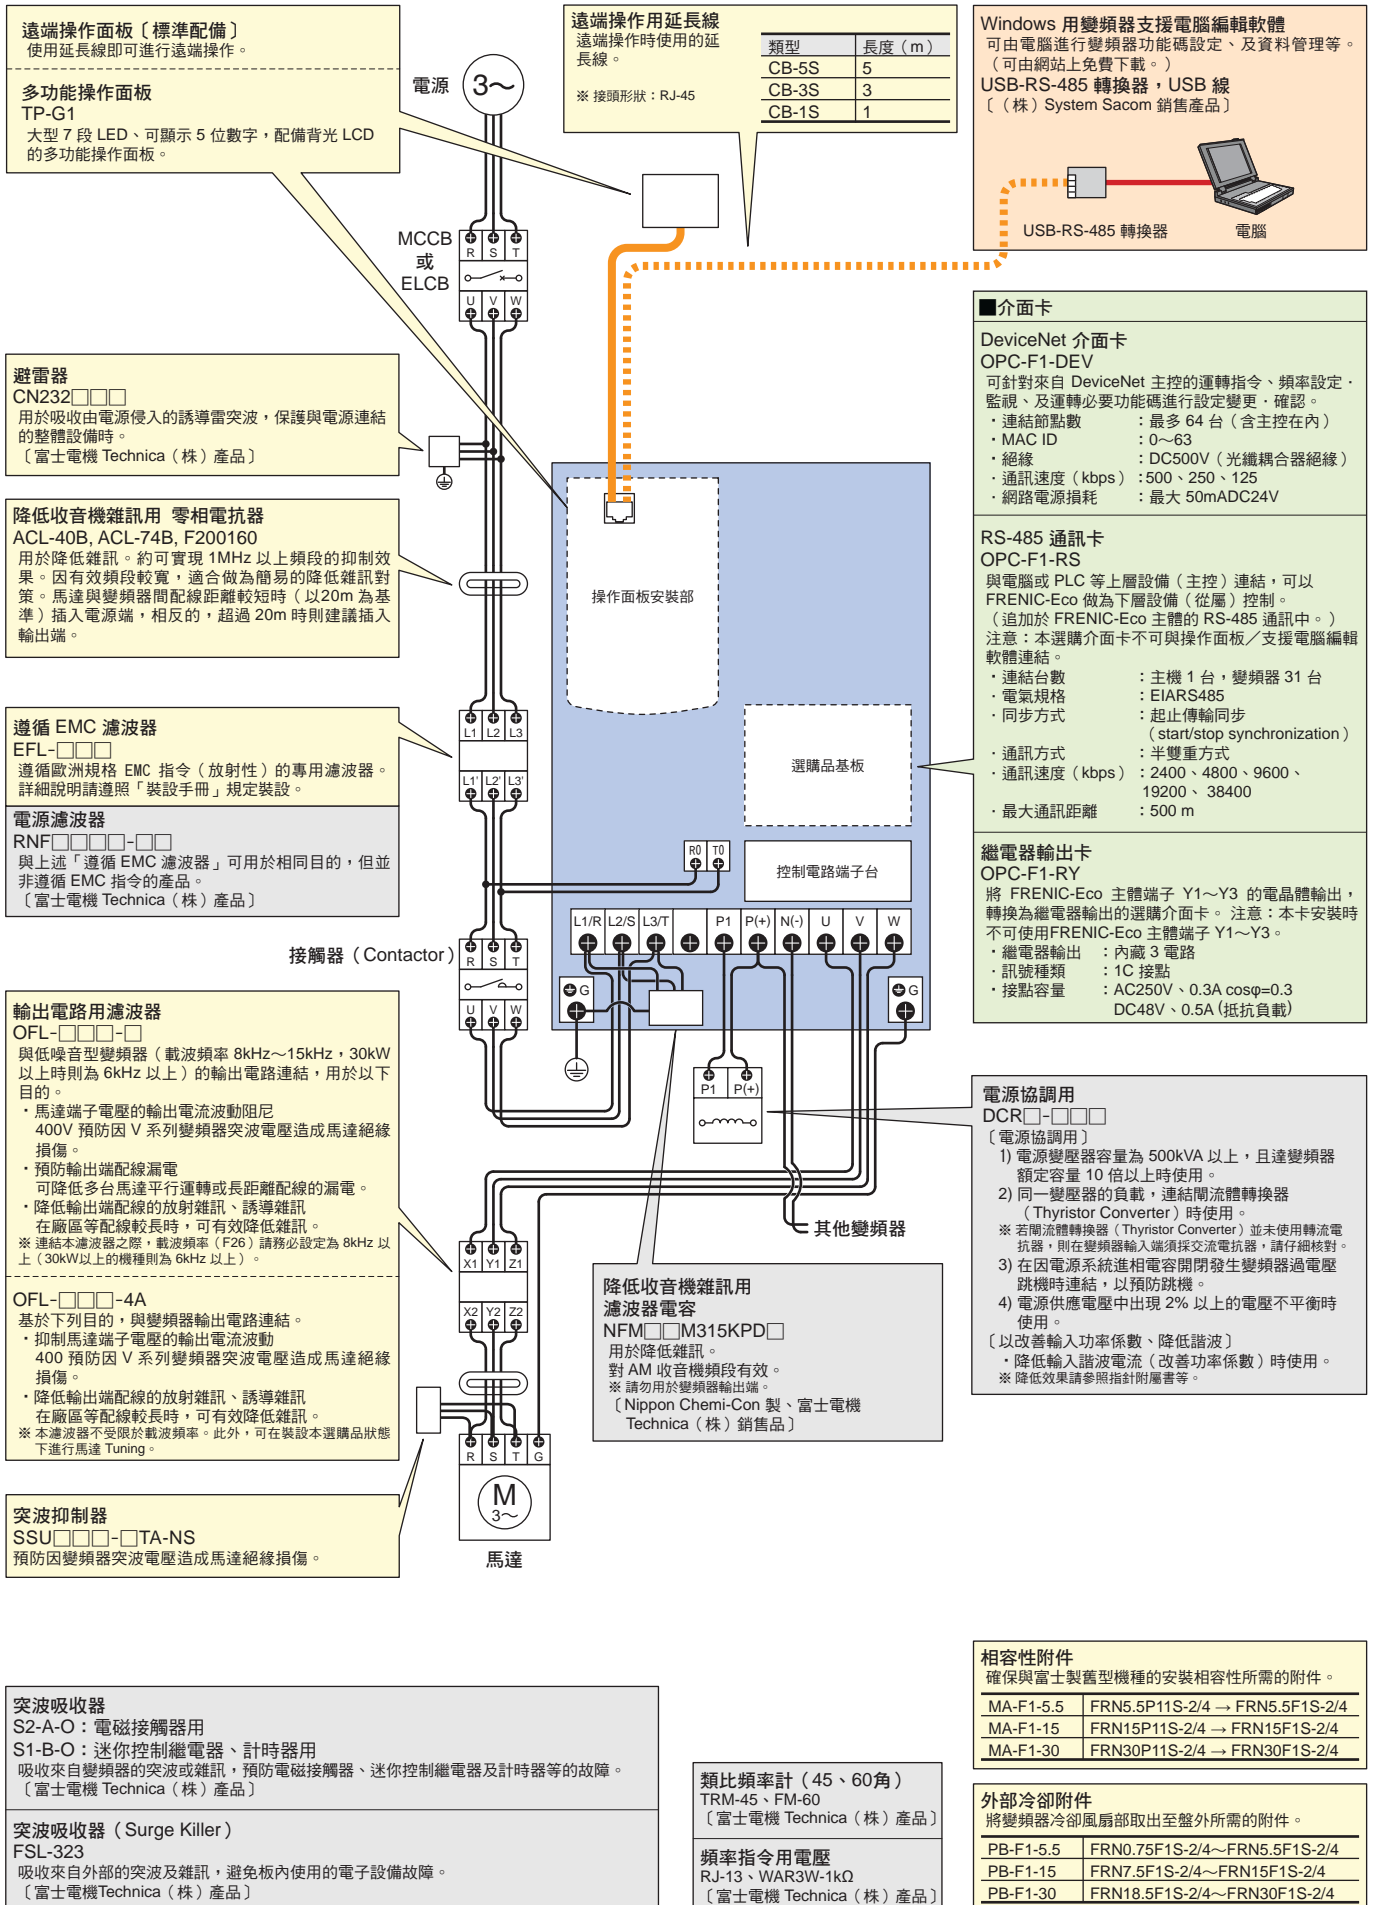 遠端操作面板〔標準配備〕
使用延長線即可進行遠端操作。
多功能操作面板
TP-G1
大型 7 段 LED、可顯示 5 位數字，配備背光 LCD
的多功能操作面板。
電源
3～
遠端操作用延長線
遠端操作時使用的延
長線。
※ 接頭形狀：RJ-45
類型 長度（m）
CB-5S 5
CB-3S 3
CB-1S 1
Windows 用變頻器支援電腦編輯軟體
可由電腦進行變頻器功能碼設定、及資料管理等。
（可由網站上免費下載。）
USB-RS-485 轉換器，USB 線
〔（株）System Sacom 銷售產品〕
USB-RS-485 轉換器
電腦
MCCB
或
ELCB
R S T
U V W
避雷器
CN232□□□
用於吸收由電源侵入的誘導雷突波，保護與電源連結
的整體設備時。
〔富士電機 Technica（株）產品〕
降低收音機雜訊用 零相電抗器
ACL-40B, ACL-74B, F200160
用於降低雜訊。約可實現 1MHz 以上頻段的抑制效
果。因有效頻段較寬，適合做為簡易的降低雜訊對
策。馬達與變頻器間配線距離較短時（以20m 為基
準）插入電源端，相反的，超過 20m 時則建議插入
輸出端。
遵循 EMC 濾波器
EFL-□□□
遵循歐洲規格 EMC 指令（放射性）的專用濾波器。
詳細說明請遵照「裝設手冊」規定裝設。
電源濾波器
RNF□□□□-□□
與上述「遵循 EMC 濾波器」可用於相同目的，但並
非遵循 EMC 指令的產品。
〔富士電機 Technica（株）產品〕
L1 L2 L3
L1' L2' L3'
接觸器（Contactor）
R S T
U V W
操作面板安裝部
選購品基板
R0 T0
控制電路端子台
L1/R L2/S L3/T P1 P(+) N(-) U V W
G
G
P1 P(+)
其他變頻器
■介面卡
DeviceNet 介面卡
OPC-F1-DEV
可針對來自 DeviceNet 主控的運轉指令、頻率設定・
監視、及運轉必要功能碼進行設定變更・確認。
・連結節點數 ：最多 64 台（含主控在內）
・MAC ID ：0～63
・絕緣 ：DC500V（光纖耦合器絕緣）
・通訊速度（kbps）：500、250、125
・網路電源損耗 ：最大 50mADC24V
RS-485 通訊卡
OPC-F1-RS
與電腦或 PLC 等上層設備（主控）連結，可以
FRENIC-Eco 做為下層設備（從屬）控制。
（追加於 FRENIC-Eco 主體的 RS-485 通訊中。）
注意：本選購介面卡不可與操作面板／支援電腦編輯
軟體連結。
・連結台數 ：主機 1 台，變頻器 31 台
・電氣規格 ：EIARS485
・同步方式 ：起止傳輸同步
（start/stop synchronization）
・通訊方式 ：半雙重方式
・通訊速度（kbps）：2400、4800、9600、
19200、 38400
・最大通訊距離 ：500 m
繼電器輸出卡
OPC-F1-RY
將 FRENIC-Eco 主體端子 Y1～Y3 的電晶體輸出，
轉換為繼電器輸出的選購介面卡。 注意：本卡安裝時
不可使用FRENIC-Eco 主體端子 Y1～Y3。
・繼電器輸出 ：內藏 3 電路
・訊號種類 ：1C 接點
・接點容量 ：AC250V、0.3A cosφ=0.3
DC48V、0.5A (抵抗負載)
輸出電路用濾波器
OFL-□□□-□
與低噪音型變頻器（載波頻率 8kHz～15kHz，30kW
以上時則為 6kHz 以上）的輸出電路連結，用於以下
目的。
・馬達端子電壓的輸出電流波動阻尼
400V 預防因 V 系列變頻器突波電壓造成馬達絕緣
損傷。
・預防輸出端配線漏電
可降低多台馬達平行運轉或長距離配線的漏電。
・降低輸出端配線的放射雜訊、誘導雜訊
在廠區等配線較長時，可有效降低雜訊。
※ 連結本濾波器之際，載波頻率（F26）請務必設定為 8kHz 以
上（30kW以上的機種則為 6kHz 以上）。
OFL-□□□-4A
基於下列目的，與變頻器輸出電路連結。
・抑制馬達端子電壓的輸出電流波動
400 預防因 V 系列變頻器突波電壓造成馬達絕緣
損傷。
・降低輸出端配線的放射雜訊、誘導雜訊
在廠區等配線較長時，可有效降低雜訊。
※ 本濾波器不受限於載波頻率。此外，可在裝設本選購品狀態
下進行馬達 Tuning。
突波抑制器
SSU□□□-□TA-NS
預防因變頻器突波電壓造成馬達絕緣損傷。
X1 Y1 Z1
X2 Y2 Z2
R S T G
M
3～
馬達
降低收音機雜訊用
濾波器電容
NFM□□M315KPD□
用於降低雜訊。
對 AM 收音機頻段有效。
※ 請勿用於變頻器輸出端。
〔Nippon Chemi-Con 製、富士電機
Technica（株）銷售品〕
電源協調用
DCR□-□□□
〔電源協調用〕
1) 電源變壓器容量為 500kVA 以上，且達變頻器
額定容量 10 倍以上時使用。
2) 同一變壓器的負載，連結閘流體轉換器
（Thyristor Converter）時使用。
※ 若閘流體轉換器（Thyristor Converter）並未使用轉流電
抗器，則在變頻器輸入端須採交流電抗器，請仔細核對。
3) 在因電源系統進相電容開閉發生變頻器過電壓
跳機時連結，以預防跳機。
4) 電源供應電壓中出現 2% 以上的電壓不平衡時
使用。
〔以改善輸入功率係數、降低諧波〕
・降低輸入諧波電流（改善功率係數）時使用。
※ 降低效果請參照指針附屬書等。
突波吸收器
S2-A-O：電磁接觸器用
S1-B-O：迷你控制繼電器、計時器用
吸收來自變頻器的突波或雜訊，預防電磁接觸器、迷你控制繼電器及計時器等的故障。
〔富士電機 Technica（株）產品〕
突波吸收器（Surge Killer）
FSL-323
吸收來自外部的突波及雜訊，避免板內使用的電子設備故障。
〔富士電機Technica（株）產品〕
類比頻率計（45、60角）
TRM-45、FM-60
〔富士電機 Technica（株）產品〕
頻率指令用電壓
RJ-13、WAR3W-1kΩ
〔富士電機 Technica（株）產品〕
相容性附件
確保與富士製舊型機種的安裝相容性所需的附件。
MA-F1-5.5 FRN5.5P11S-2/4 → FRN5.5F1S-2/4
MA-F1-15 FRN15P11S-2/4 → FRN15F1S-2/4
MA-F1-30 FRN30P11S-2/4 → FRN30F1S-2/4
外部冷卻附件
將變頻器冷卻風扇部取出至盤外所需的附件。
PB-F1-5.5 FRN0.75F1S-2/4～FRN5.5F1S-2/4
PB-F1-15 FRN7.5F1S-2/4～FRN15F1S-2/4
PB-F1-30 FRN18.5F1S-2/4～FRN30F1S-2/4